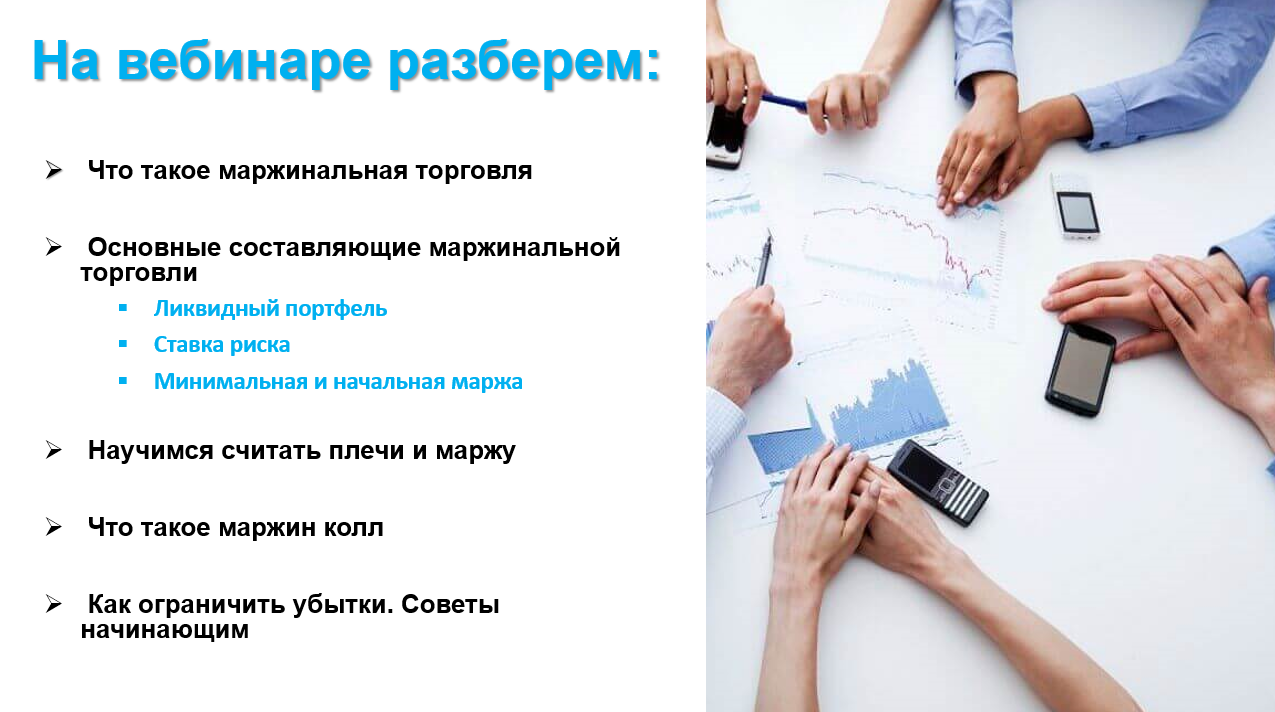 На вебинаре разберем:
Что такое маржинальная торговля
Основные составляющие маржинальной
торговли
Ликвидный портфель
Ставка риска
Минимальная и начальная маржа
Научимся считать плечи и маржу
Что такое маржин колл
Как ограничить убытки. Советы
начинающим